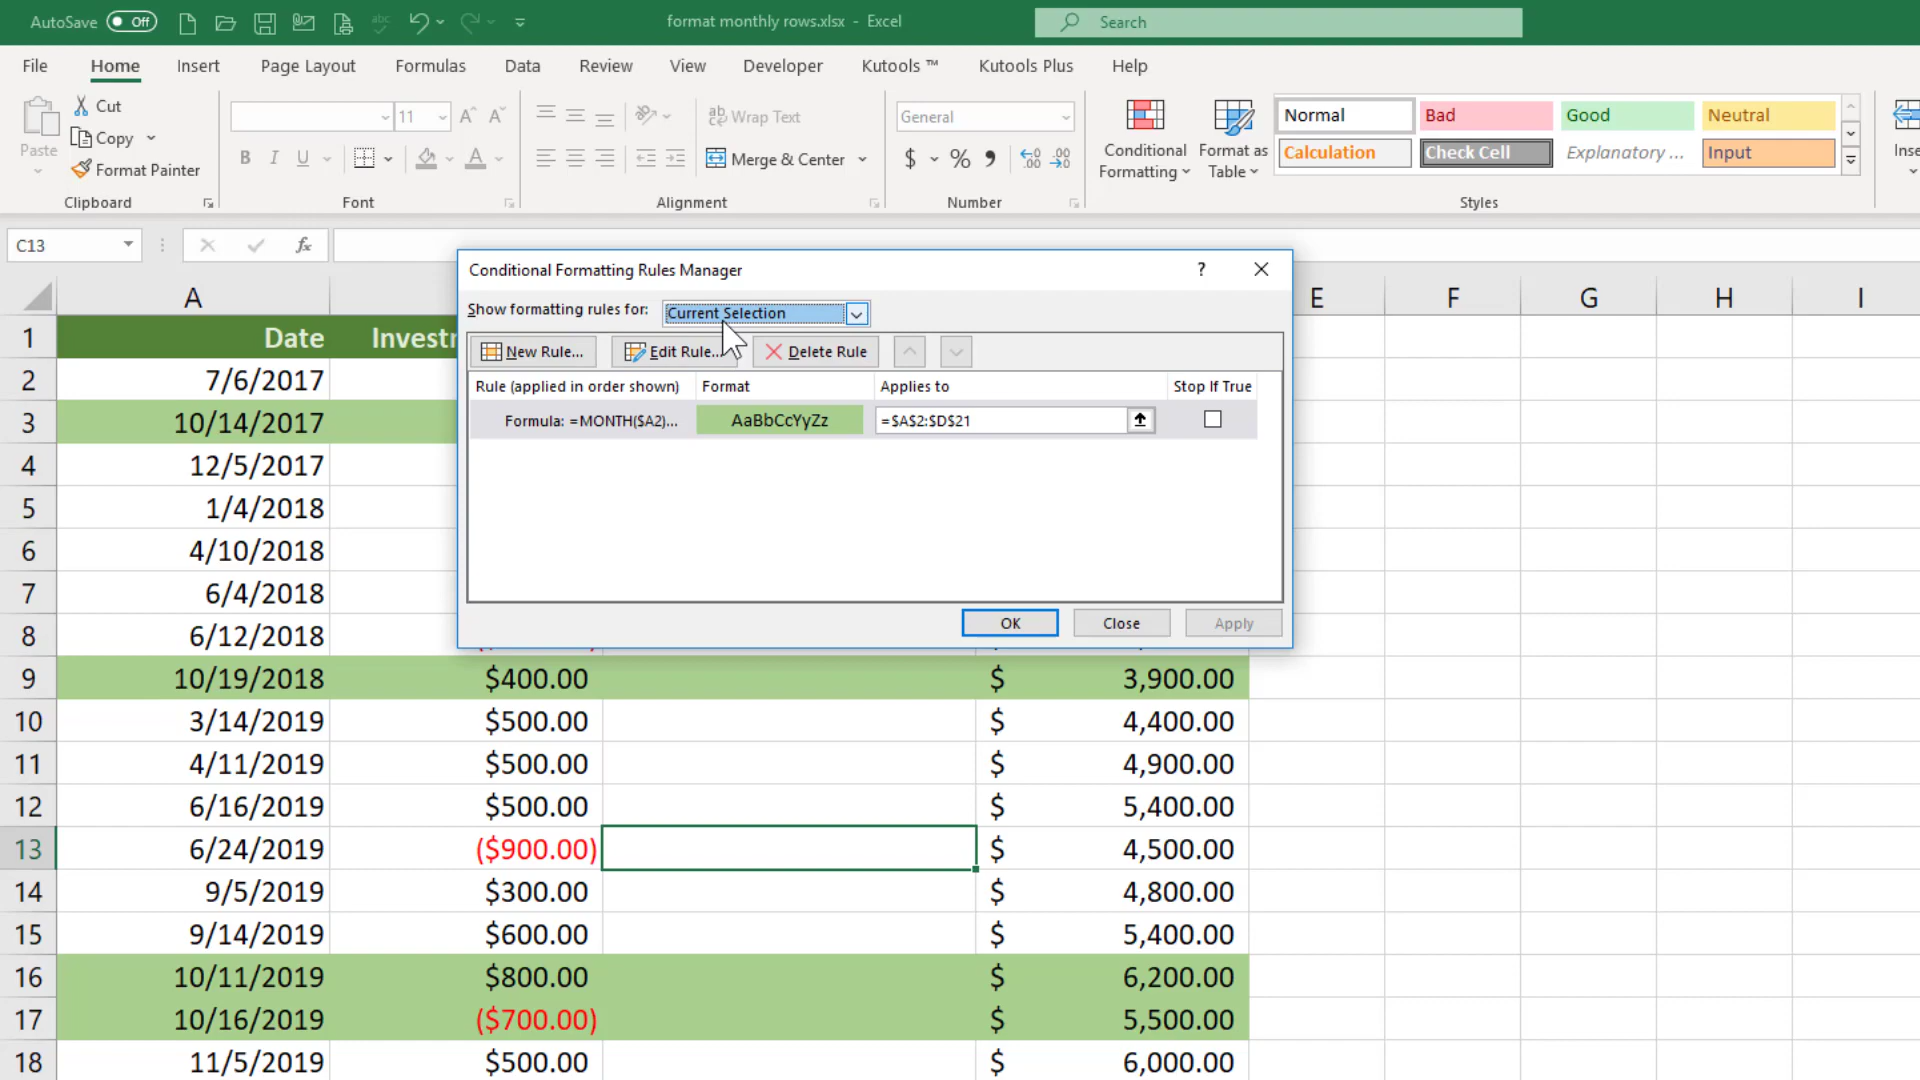 AutoSave Off
format monthly rows.xlsx - Excel
Search
File Home Insert Page Layout Formulas Data Review View Developer Kutools ™ Kutools Plus Help
Paste
Cut
Copy
Format Painter
Clipboard
11
B I U A
Font
Wrap Text
Merge & Center
Alignment
General
$ % 9
Number
Conditional Formatting
Format as Table
Normal Bad Good Neutral
Calculation Check Cell Explanatory ... Input
Styles
C13
fx
Conditional Formatting Rules Manager ?
Show formatting rules for: Current Selection
New Rule... Edit Rule... Delete Rule
Rule (applied in order shown) Format Applies to Stop If True
Formula: =MONTH($A2)... AaBbCcYyZz =$A$2:$D$21
OK Close Apply
A E F G H I
1 Date
2 7/6/2017
3 10/14/2017
4 12/5/2017
5 1/4/2018
6 4/10/2018
7 6/4/2018
8 6/12/2018
9 10/19/2018 $400.00 $ 3,900.00
10 3/14/2019 $500.00 $ 4,400.00
11 4/11/2019 $500.00 $ 4,900.00
12 6/16/2019 $500.00 $ 5,400.00
13 6/24/2019 ($900.00) $ 4,500.00
14 9/5/2019 $300.00 $ 4,800.00
15 9/14/2019 $600.00 $ 5,400.00
16 10/11/2019 $800.00 $ 6,200.00
17 10/16/2019 ($700.00) $ 5,500.00
18 11/5/2019 $500.00 $ 6,000.00